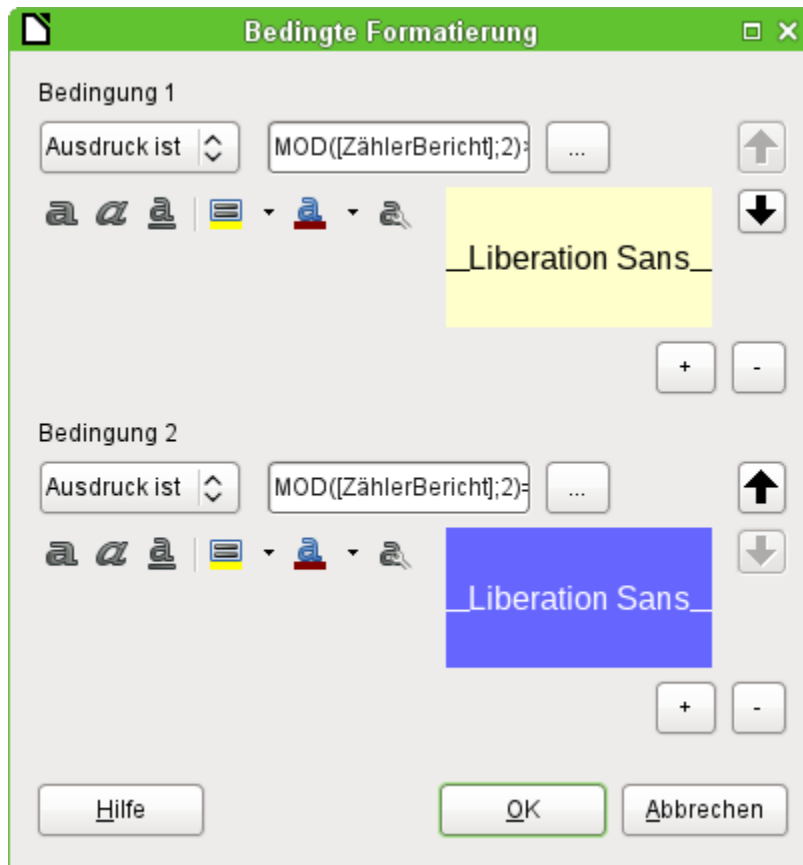 Bedingte Formatierung
Bedingung 1
Ausdruck ist MOD([ZählerBericht];2)> ...
_Liberation Sans_
+ -
Bedingung 2
Ausdruck ist MOD([ZählerBericht];2)= ...
_Liberation Sans_
+ -
Hilfe OK Abbrechen